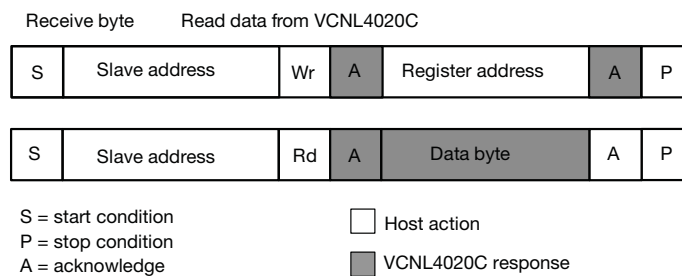 Receive byte Read data from VCNL4020C
S Slave address Wr A Register address A P
S Slave address Rd A Data byte A P
S = start condition
P = stop condition
A = acknowledge
Host action
VCNL4020C response